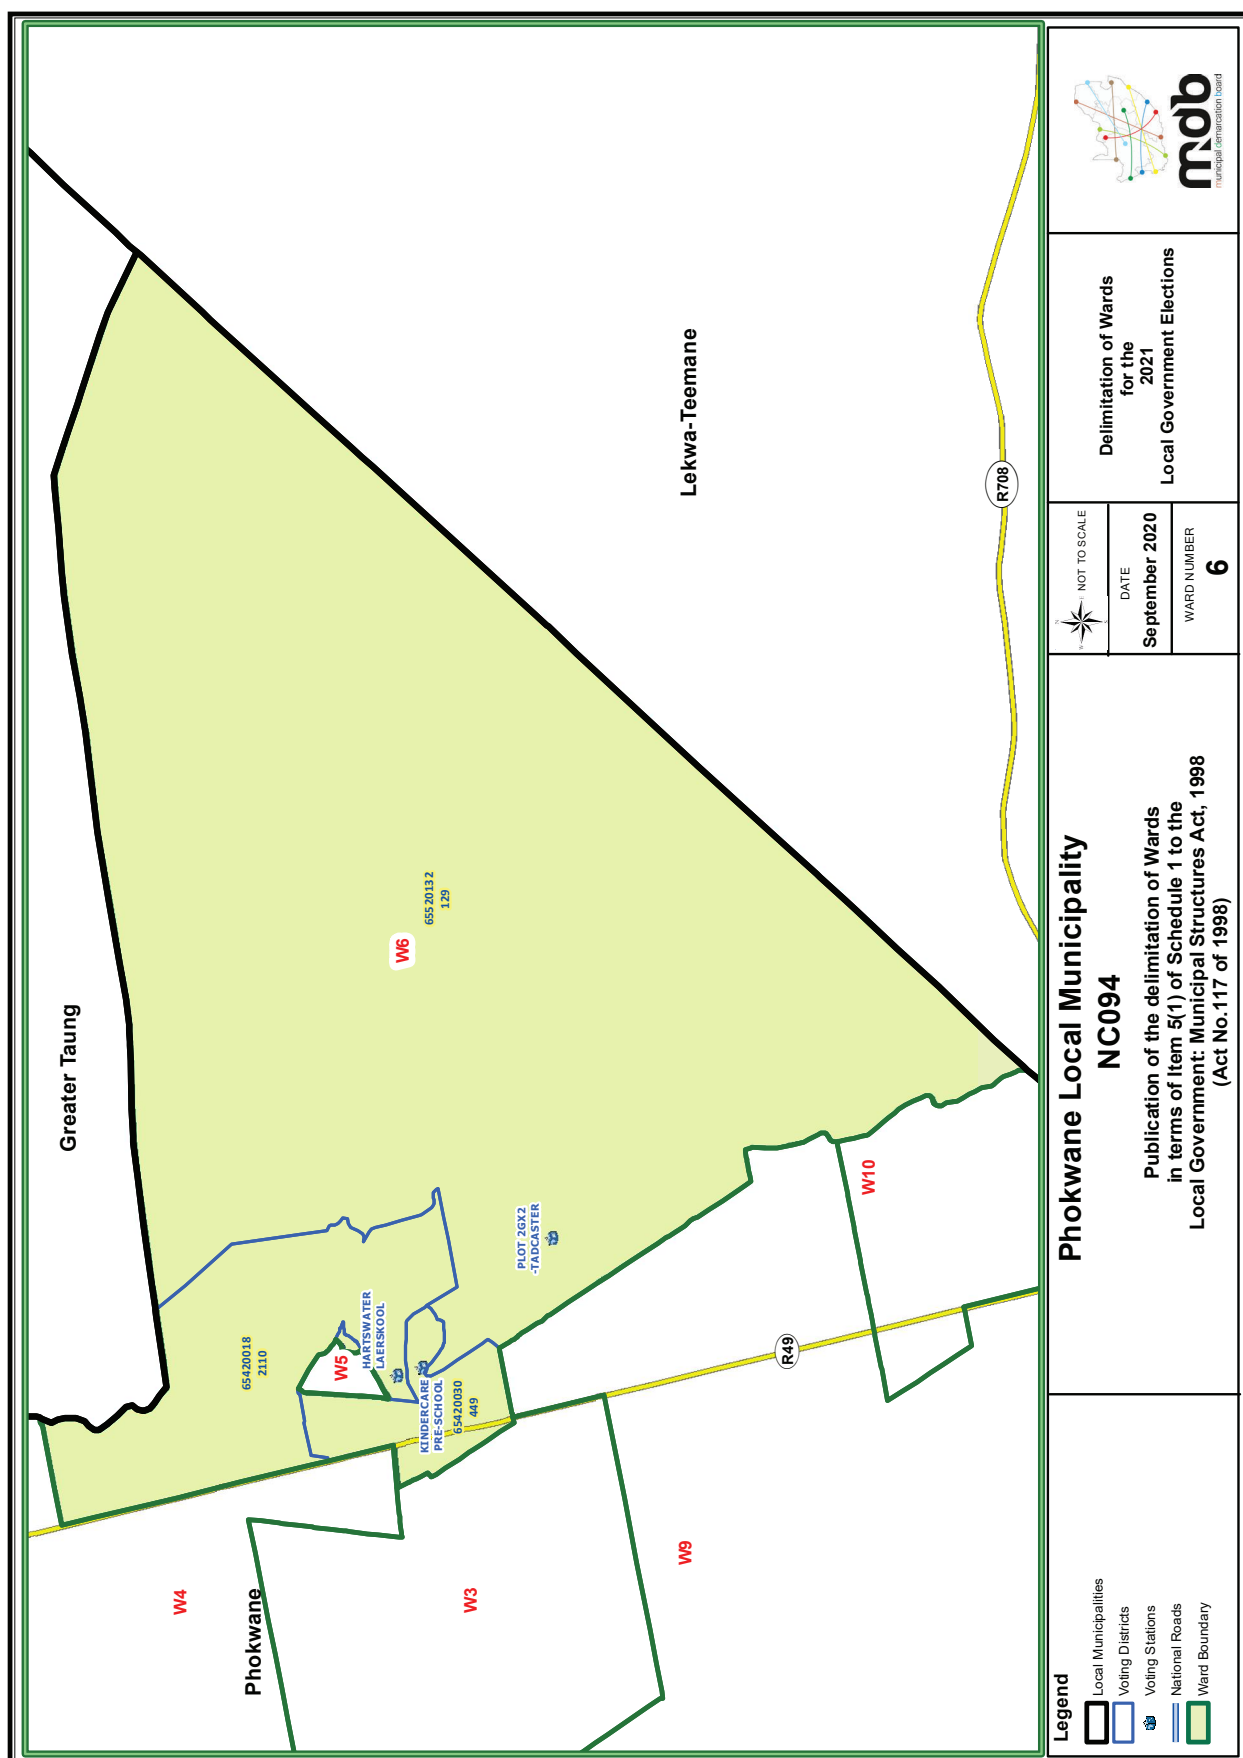 Greater Taung
Lekwa-Teemane
Phokwane
W4
W3
W9
W10
W5
W6
65420018
2110
HARTSWATER
LAERSKOOL
KINDERCARE
PRE-SCHOOL
65420030
449
PLOT 2GX2
-TADCASTER
65520132
129
R49
R708
Legend
Local Municipalities
Voting Districts
Voting Stations
National Roads
Ward Boundary
Phokwane Local Municipality
NC094
Publication of the delimitation of Wards
in terms of Item 5(1) of Schedule 1 to the
Local Government: Municipal Structures Act, 1998
(Act No.117 of 1998)
NOT TO SCALE
DATE
September 2020
WARD NUMBER
6
Delimitation of Wards
for the
2021
Local Government Elections
mdb
municipal demarcation board